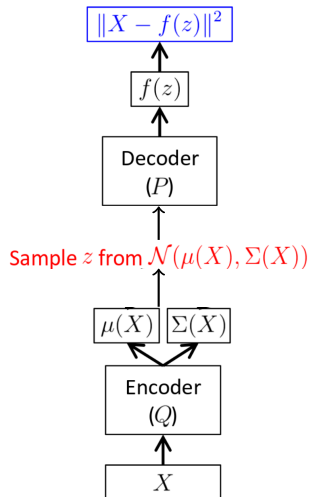 ‖X − f(z)‖²
f(z)
Decoder
(P)
Sample z from 𝒩(μ(X), Σ(X))
μ(X) Σ(X)
Encoder
(Q)
X